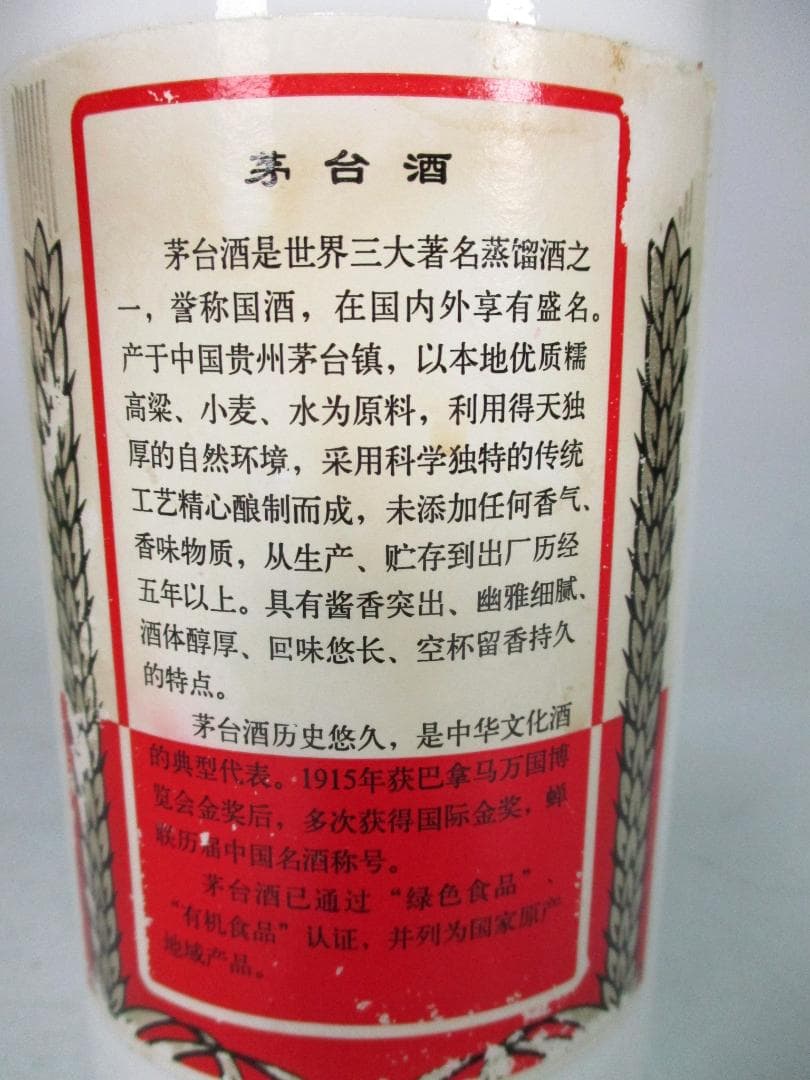 茅台酒
茅台酒是世界三大著名蒸馏酒之
一，誉称国酒，在国内外享有盛名。
产于中国贵州茅台镇，以本地优质糯
高粱、小麦、水为原料，利用得天独
厚的自然环境，采用科学独特的传统
工艺精心酿制而成，未添加任何香气、
香味物质，从生产、贮存到出厂历经
五年以上。具有酱香突出、幽雅细腻、
酒体醇厚、回味悠长、空杯留香持久
的特点。
茅台酒历史悠久，是中华文化酒
的典型代表。1915年获巴拿马万国博
览会金奖后，多次获得国际金奖，蝉
联历届中国名酒称号。
茅台酒已通过“绿色食品”、
“有机食品”认证，并列为国家原产
地域产品。